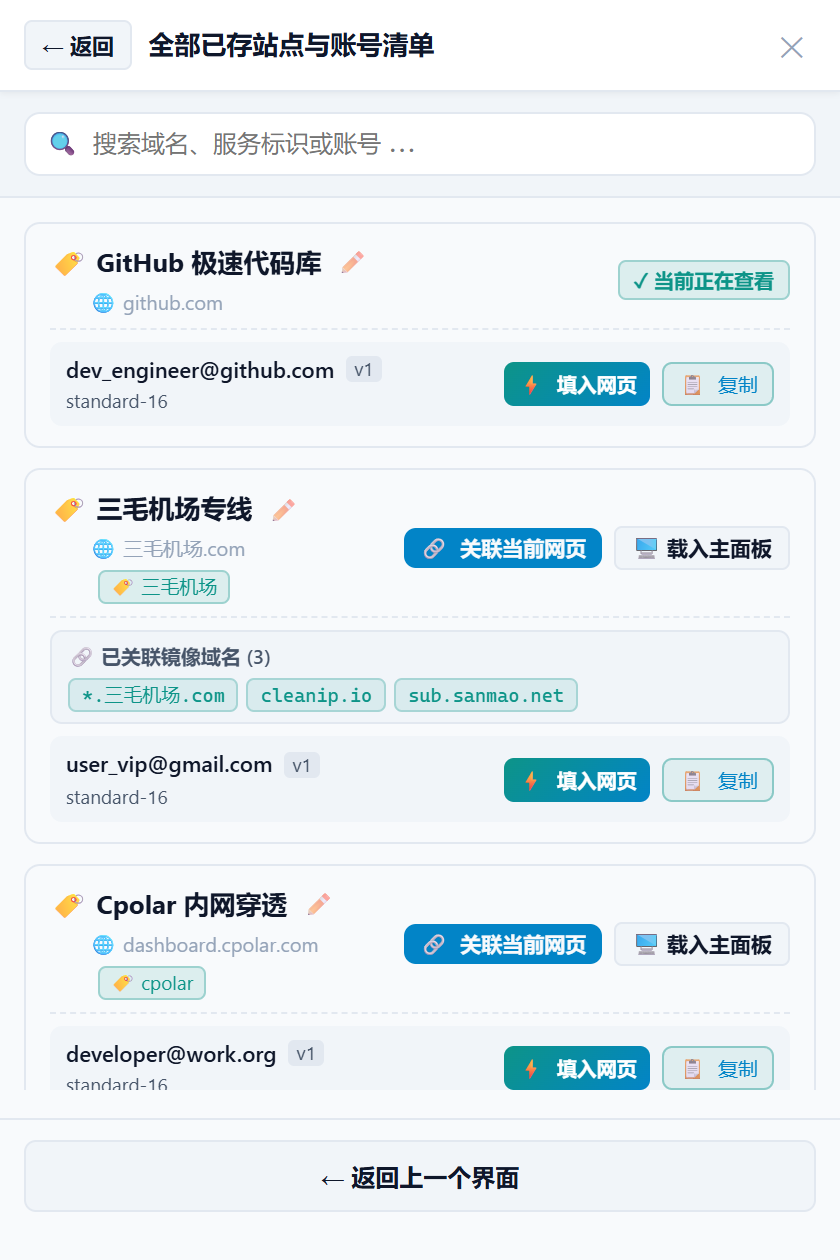 ← 返回 全部已存站点与账号清单
搜索域名、服务标识或账号 ...
GitHub 极速代码库
github.com
✓ 当前正在查看
dev_engineer@github.com v1
standard-16
填入网页 复制
三毛机场专线
三毛机场.com
三毛机场
关联当前网页 载入主面板
已关联镜像域名 (3)
*.三毛机场.com cleanip.io sub.sanmao.net
user_vip@gmail.com v1
standard-16
填入网页 复制
Cpolar 内网穿透
dashboard.cpolar.com
cpolar
关联当前网页 载入主面板
developer@work.org v1
standard-16
填入网页 复制
← 返回上一个界面